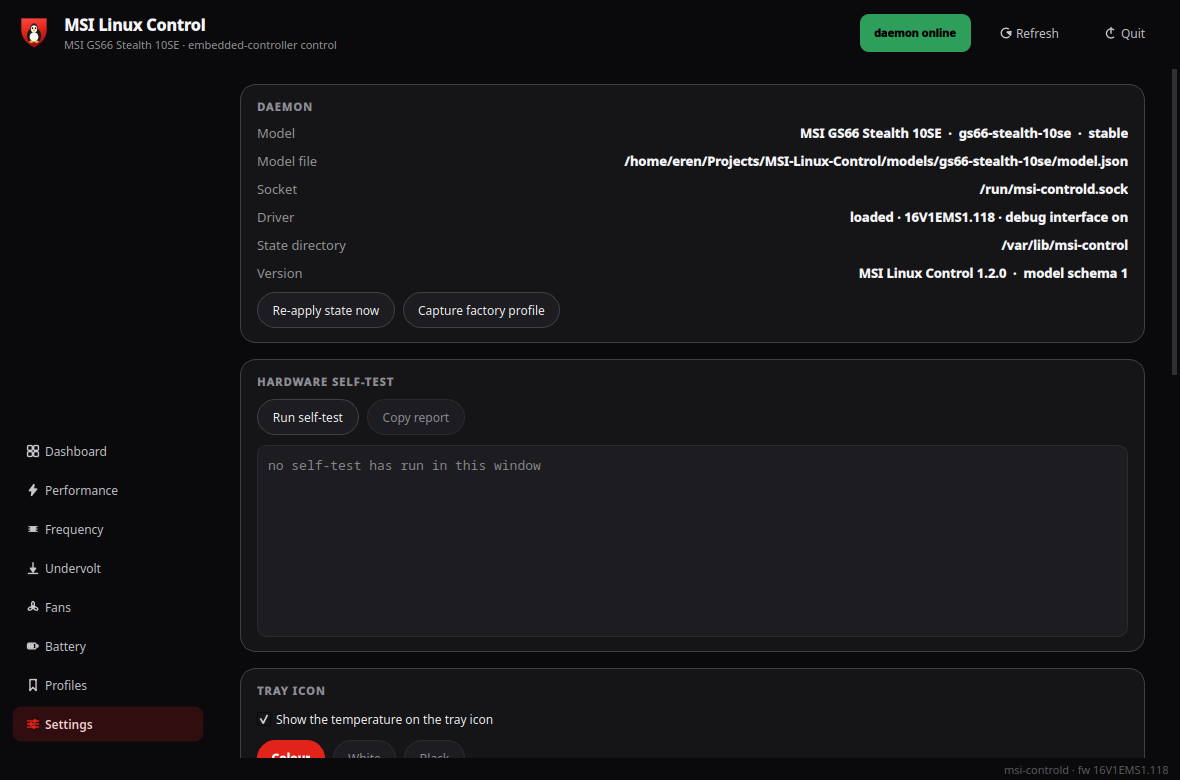 MSI Linux Control
MSI GS66 Stealth 10SE · embedded-controller control
daemon online
Refresh
Quit
DAEMON
Model MSI GS66 Stealth 10SE · gs66-stealth-10se · stable
Model file /home/eren/Projects/MSI-Linux-Control/models/gs66-stealth-10se/model.json
Socket /run/msi-controld.sock
Driver loaded · 16V1EMS1.118 · debug interface on
State directory /var/lib/msi-control
Version MSI Linux Control 1.2.0 · model schema 1
Re-apply state now
Capture factory profile
HARDWARE SELF-TEST
Run self-test
Copy report
no self-test has run in this window
Dashboard
Performance
Frequency
Undervolt
Fans
Battery
Profiles
Settings
TRAY ICON
Show the temperature on the tray icon
Colour
White
Black
msi-controld · fw 16V1EMS1.118